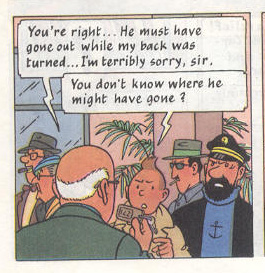 You're right... He must have
gone out while my back was
turned... I'm terribly sorry, sir.
You don't know where he
might have gone ?